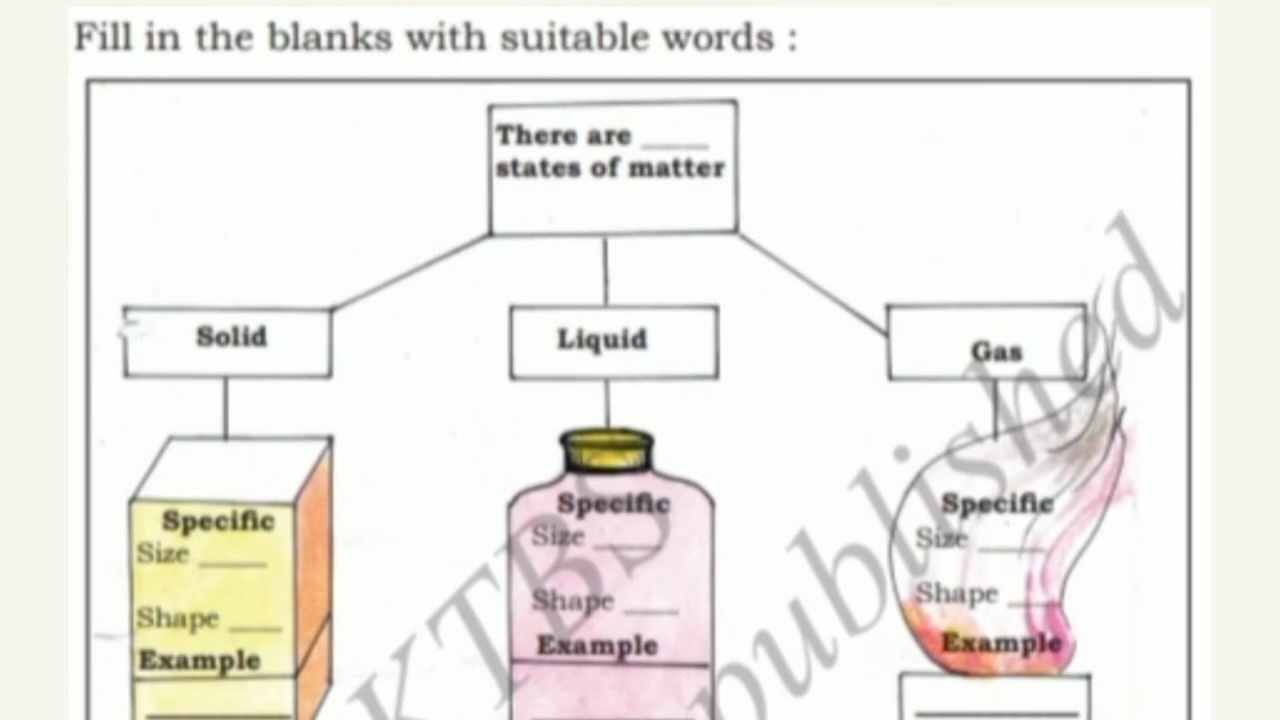 Fill in the blanks with suitable words :
There are ____
states of matter
Solid
Liquid
Gas
Specific
Size ____
Shape ____
Example
Specific
Size ____
Shape ____
Example
Specific
Size ____
Shape ____
Example
KTBS
published